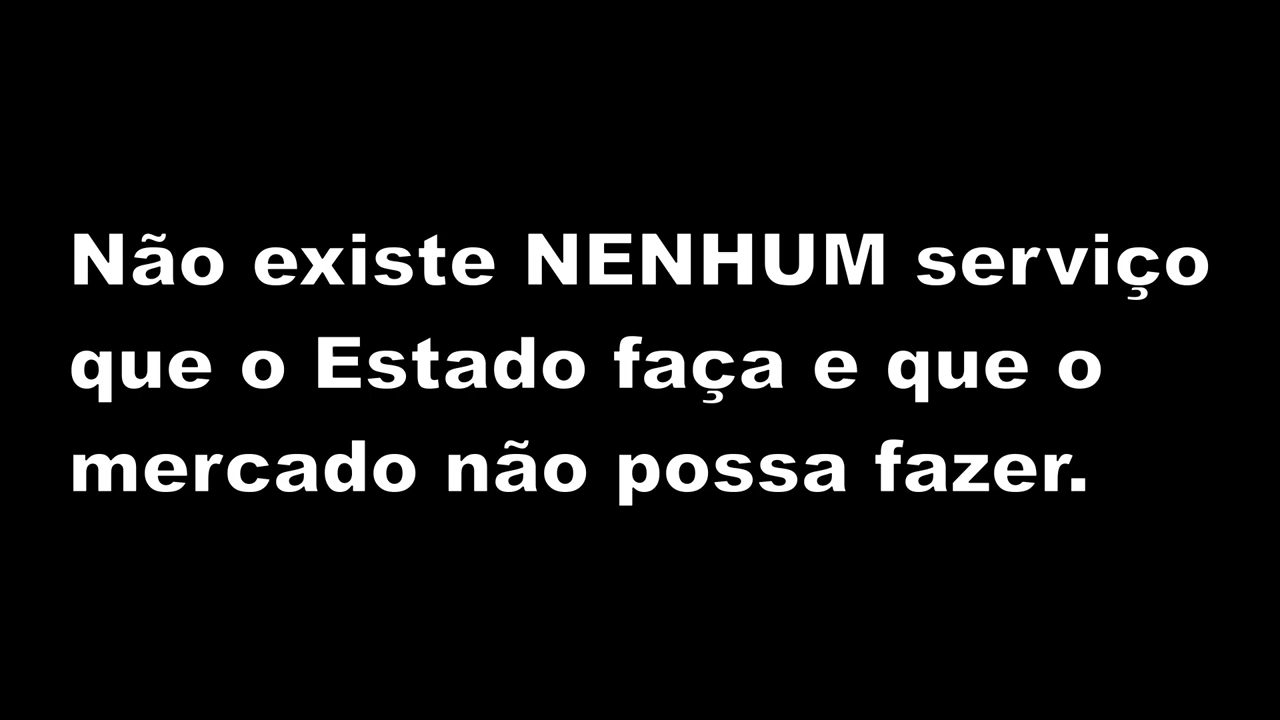 Não existe NENHUM serviço
que o Estado faça e que o
mercado não possa fazer.